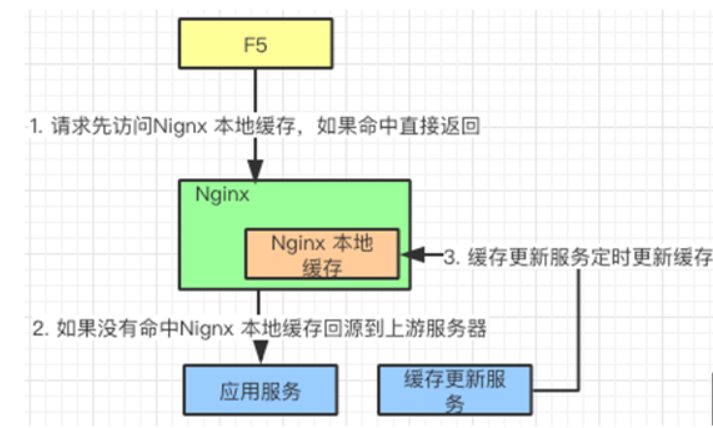 F5
1. 请求先访问Nignx 本地缓存，如果命中直接返回
Nginx
Nginx 本地
缓存
3. 缓存更新服务定时更新缓存
2. 如果没有命中Nignx 本地缓存回源到上游服务器
应用服务
缓存更新服
务